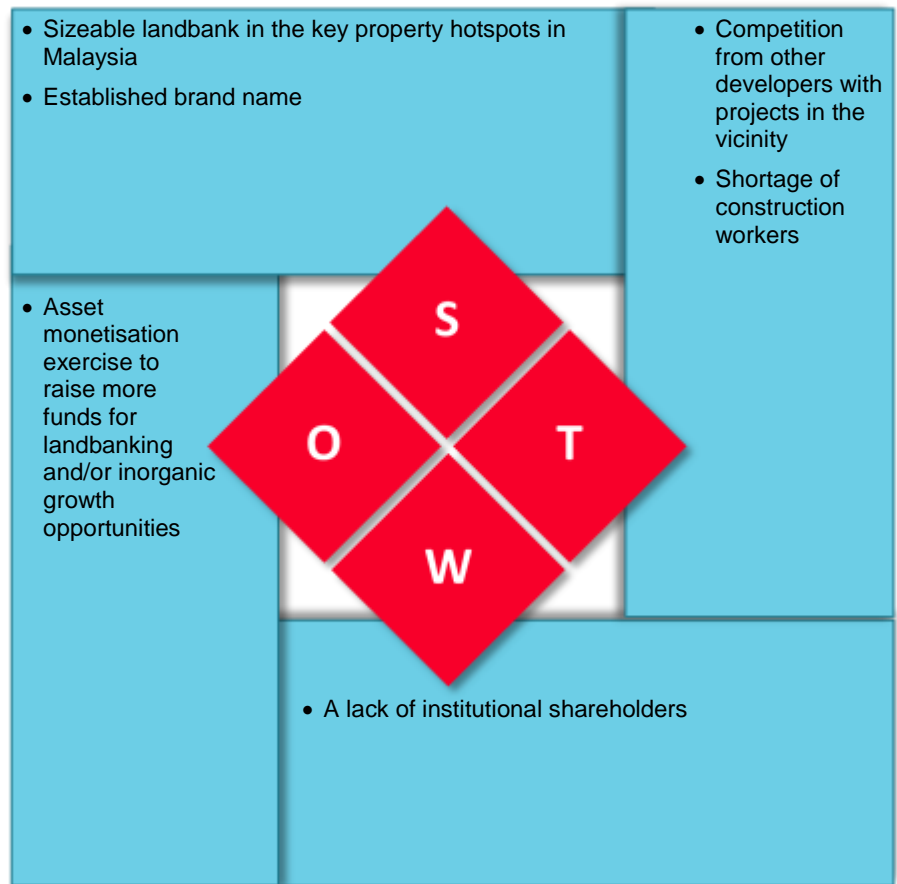 • Sizeable landbank in the key property hotspots in
Malaysia
• Established brand name
• Competition
from other
developers with
projects in the
vicinity
• Shortage of
construction
workers
• Asset
monetisation
exercise to
raise more
funds for
landbanking
and/or inorganic
growth
opportunities
S
O
T
W
• A lack of institutional shareholders